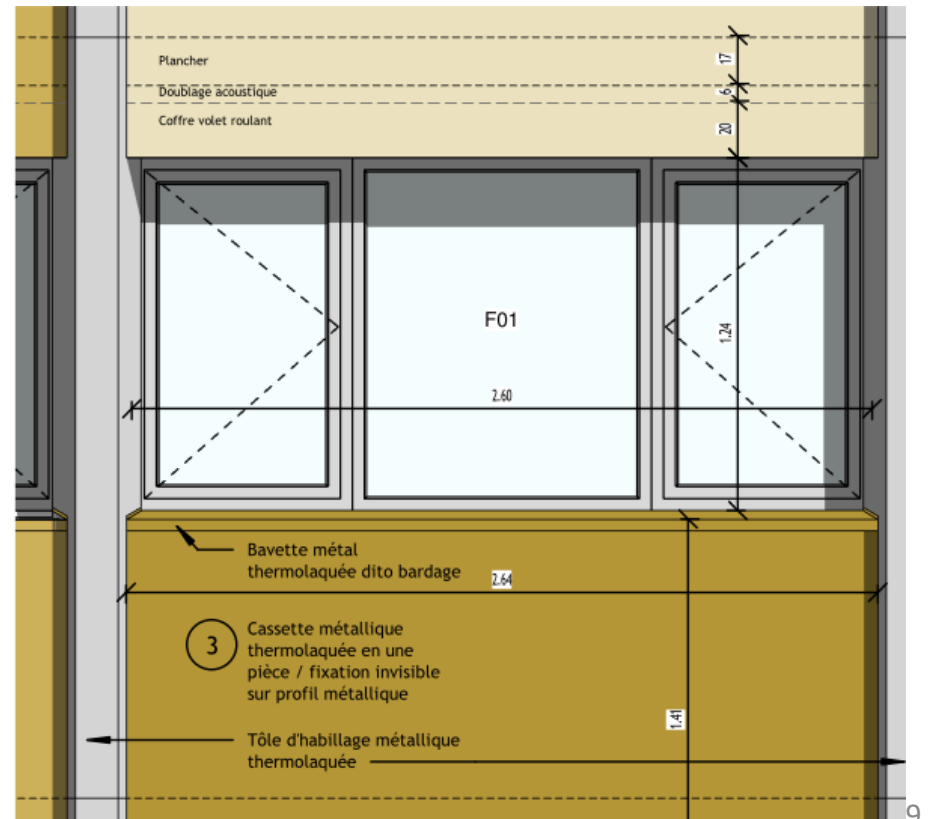 Plancher
17
Doublage acoustique
6
Coffre volet roulant
20
F01
1.24
2.60
Bavette métal
thermolaquée dito bardage
2.64
3
Cassette métallique
thermolaquée en une
pièce / fixation invisible
sur profil métallique
1.41
Tôle d'habillage métallique
thermolaquée
9